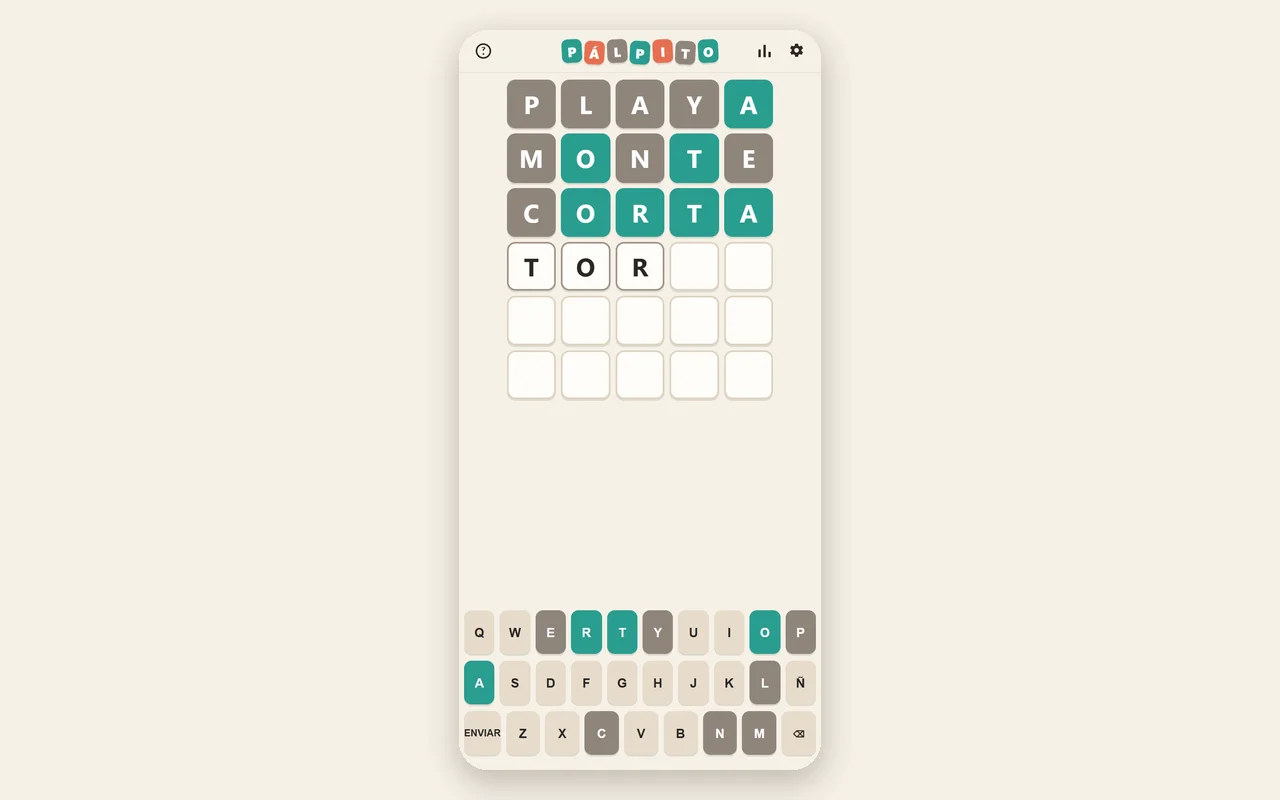 ?
PÁLPITO
PLAYA
MONTE
CORTA
TOR
Q W E R T Y U I O P
A S D F G H J K L Ñ
ENVIAR Z X C V B N M ⌫